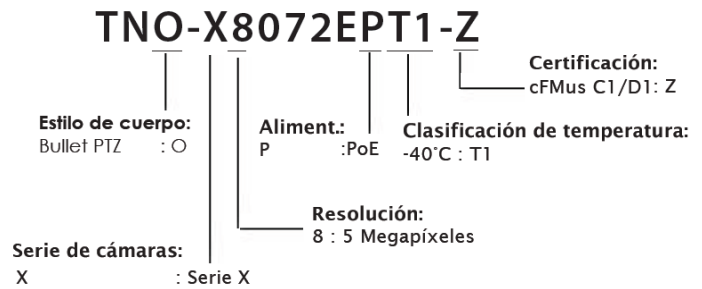 TNO-X8072EPT1-Z
Certificación:
cFMus C1/D1: Z
Estilo de cuerpo:
Bullet PTZ : O
Aliment.:
P :PoE
Clasificación de temperatura:
-40°C : T1
Resolución:
8 : 5 Megapíxeles
Serie de cámaras:
X : Serie X